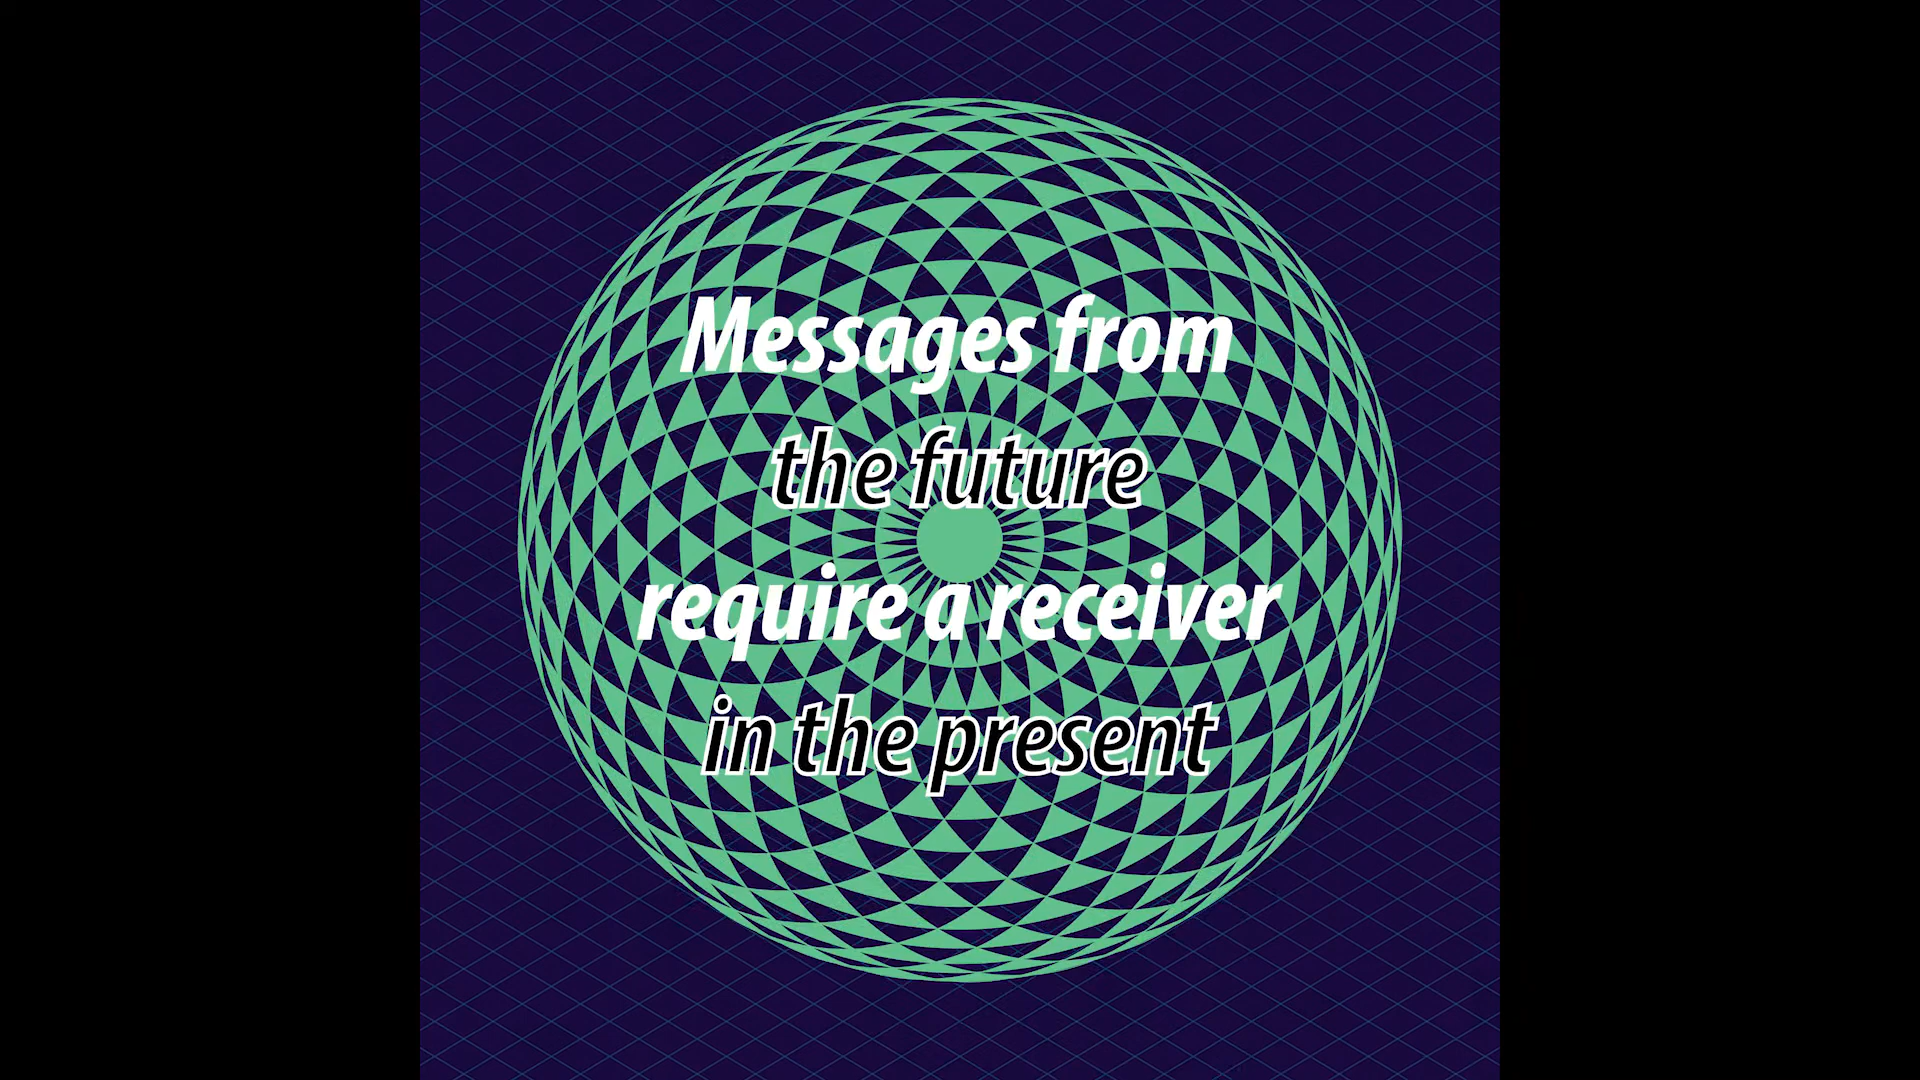 Messages from
the future
require a receiver
in the present